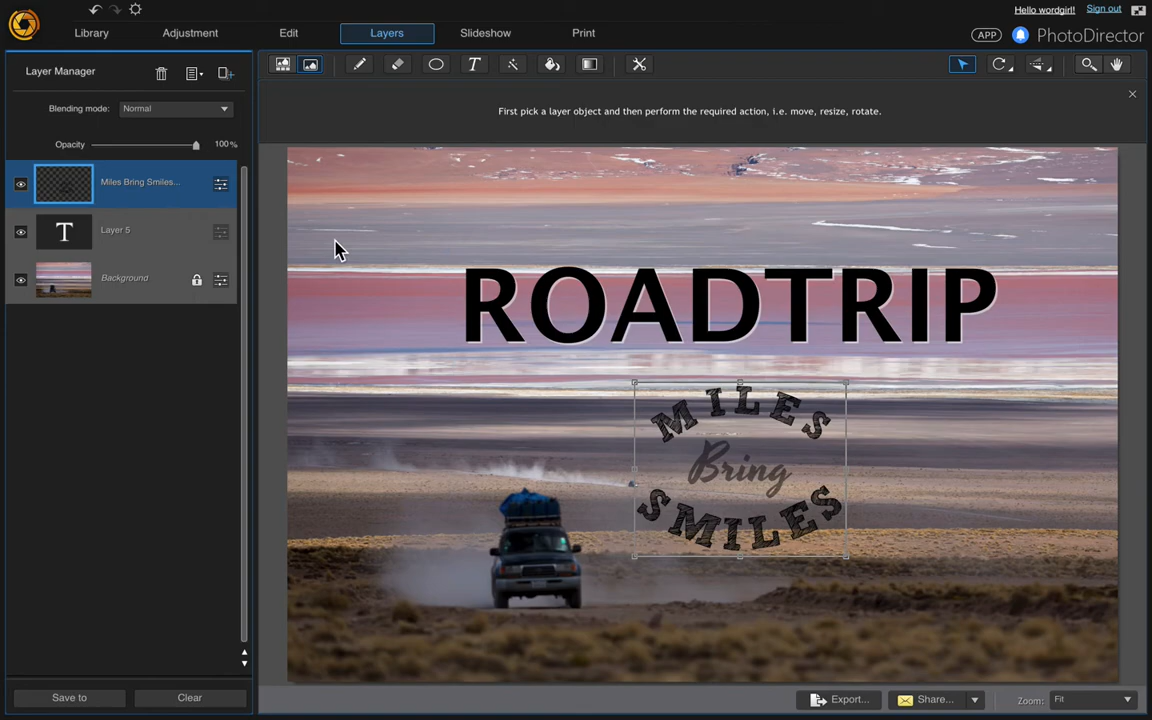 Hello wordgirl! Sign out
Library Adjustment Edit Layers Slideshow Print
APP PhotoDirector
Layer Manager
Blending mode: Normal
Opacity 100%
First pick a layer object and then perform the required action, i.e. move, resize, rotate.
Miles Bring Smiles...
T Layer 5
Background
ROADTRIP
MILES
Bring
SMILES
Save to Clear
Export... Share... Zoom: Fit